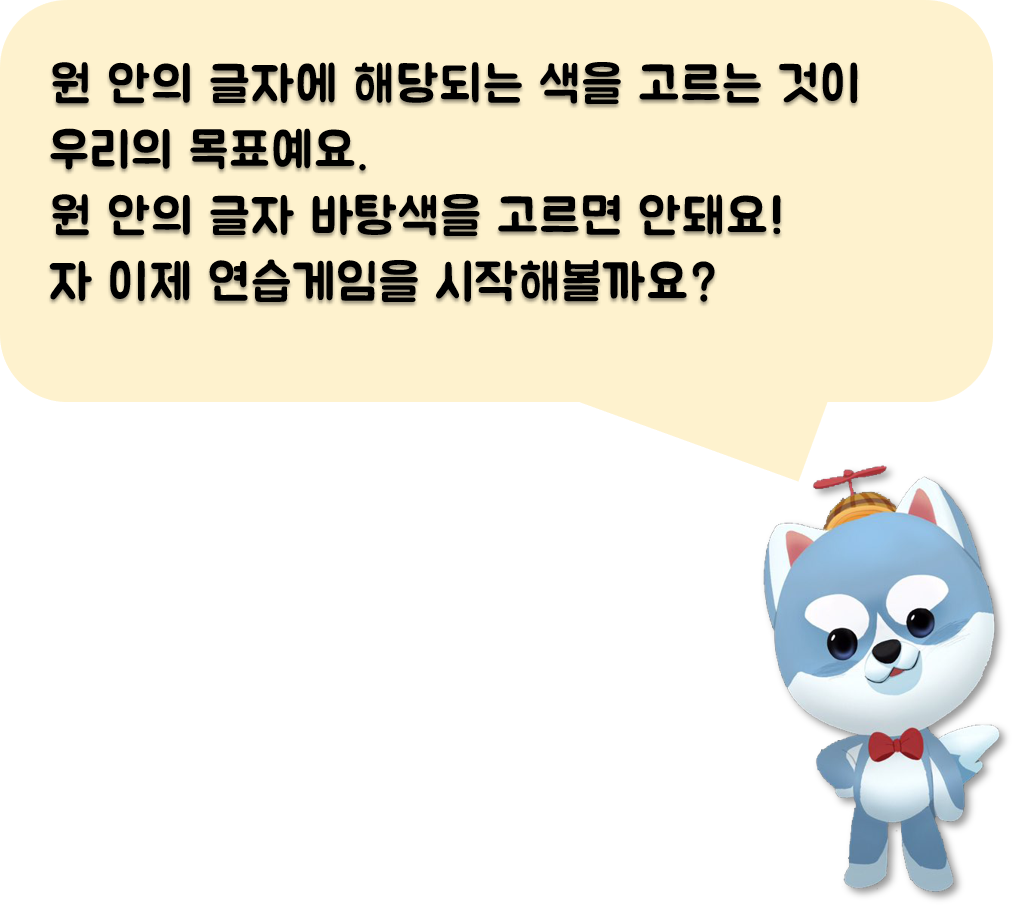 원 안의 글자에 해당되는 색을 고르는 것이
우리의 목표예요.
원 안의 글자 바탕색을 고르면 안돼요!
자 이제 연습게임을 시작해볼까요?